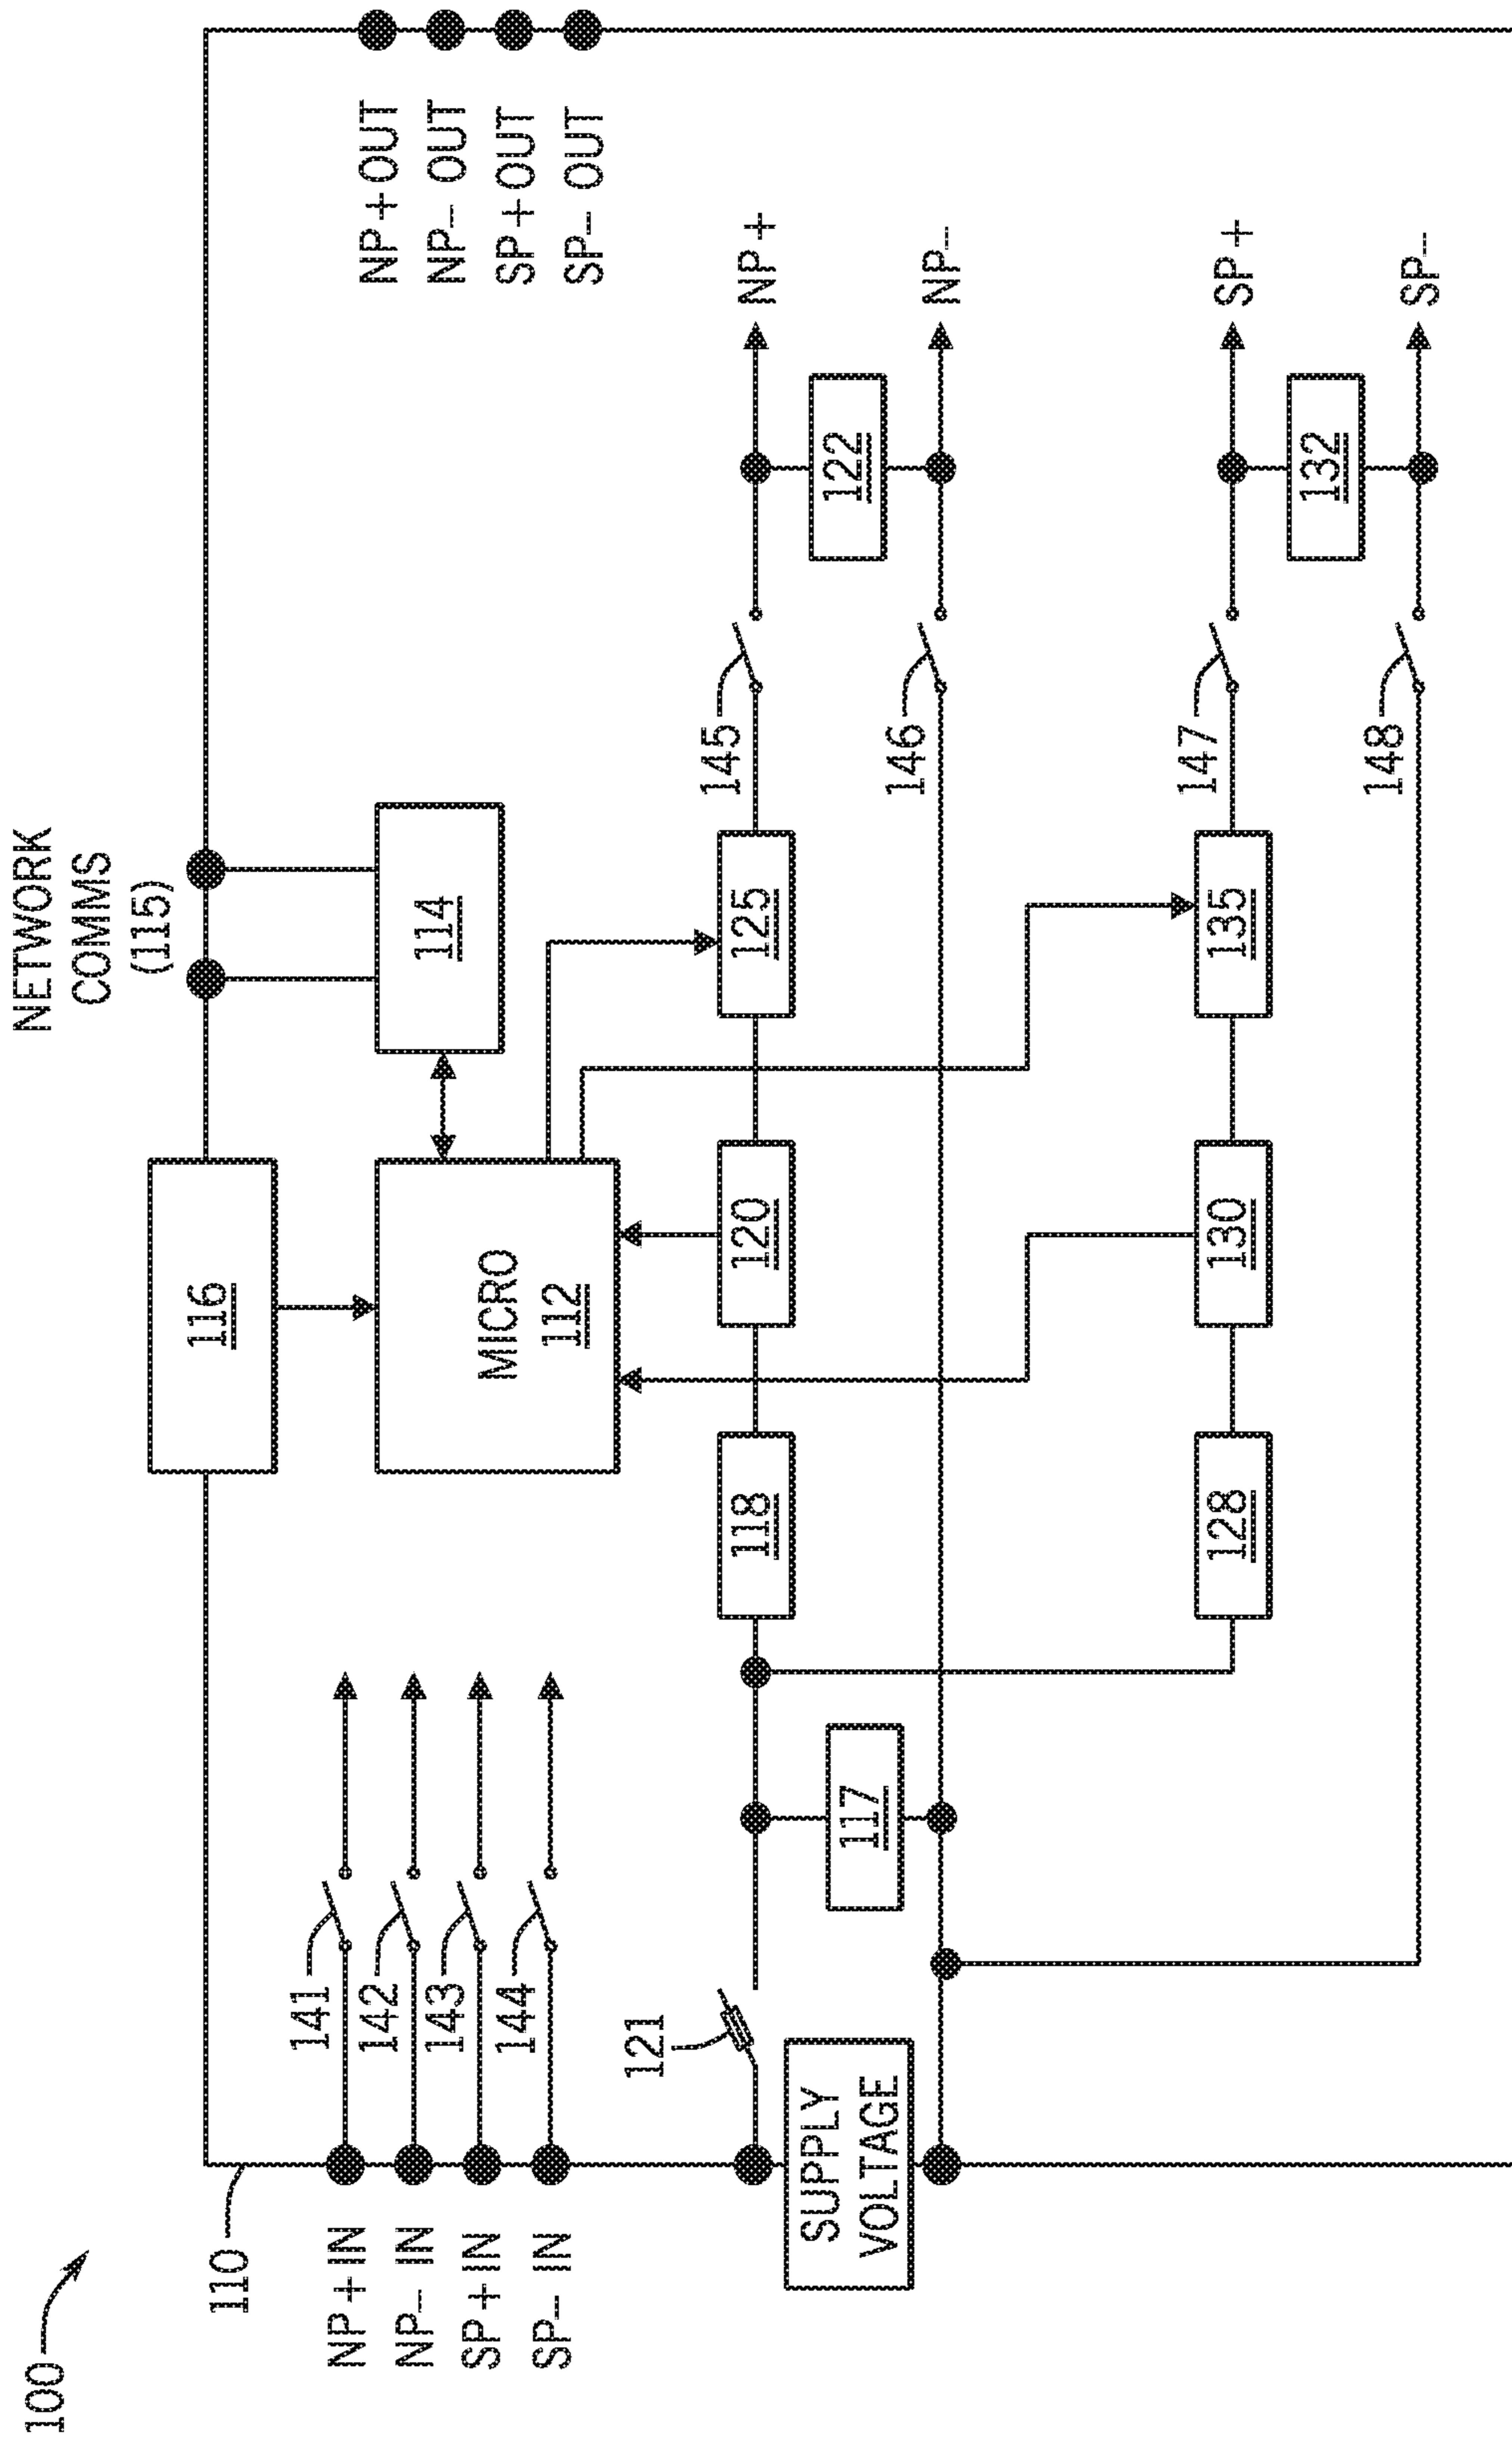 100
110
NETWORK
COMMS
(115)
116
114
MICRO
112
NP+ IN
NP– IN
SP+ IN
SP– IN
141
142
143
144
NP+ OUT
NP– OUT
SP+ OUT
SP– OUT
121
SUPPLY
VOLTAGE
117
118
120
125
145
NP+
122
146
NP–
128
130
135
147
SP+
132
148
SP–